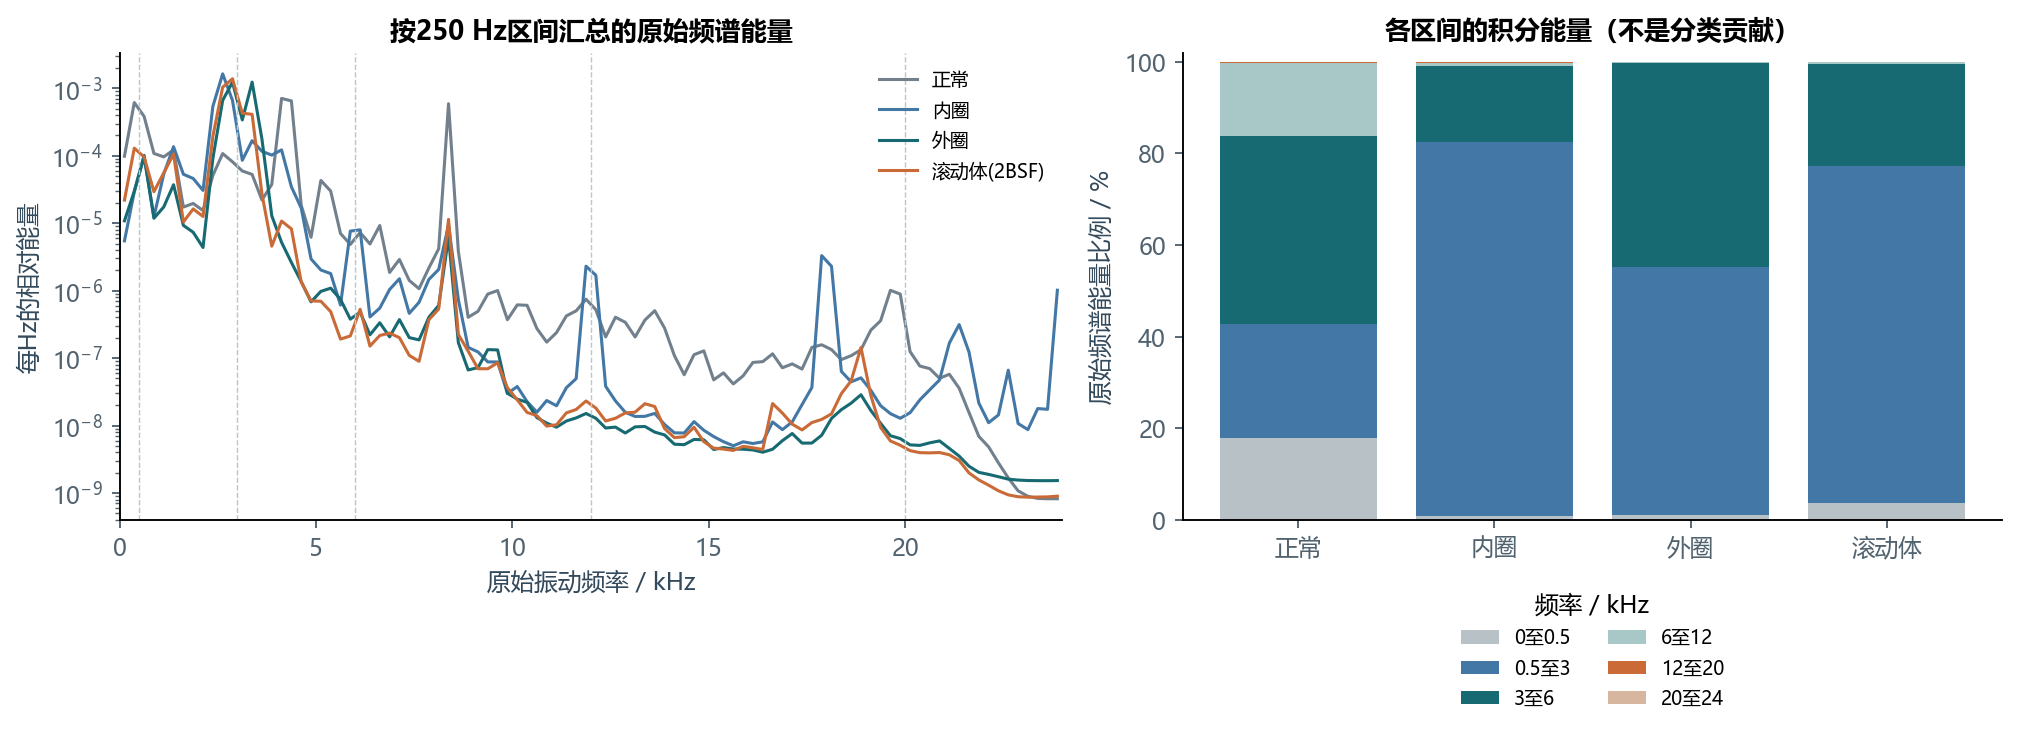 按250 Hz区间汇总的原始频谱能量
每Hz的相对能量
10⁻³
10⁻⁴
10⁻⁵
10⁻⁶
10⁻⁷
10⁻⁸
10⁻⁹
正常
内圈
外圈
滚动体(2BSF)
0 5 10 15 20
原始振动频率 / kHz
各区间的积分能量（不是分类贡献）
原始频谱能量比例 / %
100
80
60
40
20
0
正常 内圈 外圈 滚动体
频率 / kHz
0至0.5
0.5至3
3至6
6至12
12至20
20至24